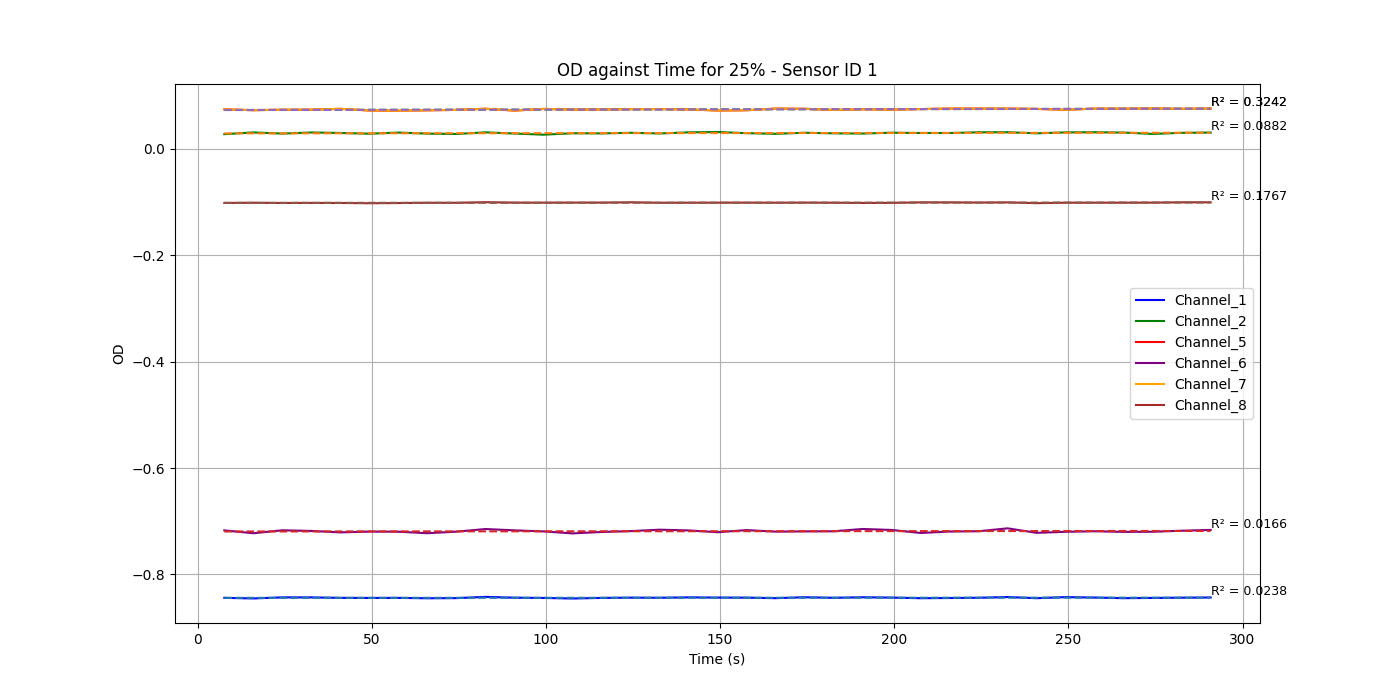 OD against Time for 25% - Sensor ID 1
R² = 0.3242
R² = 0.0882
0.0
R² = 0.1767
−0.2
Channel_1
Channel_2
Channel_5
OD
−0.4
Channel_6
Channel_7
Channel_8
−0.6
R² = 0.0166
−0.8
R² = 0.0238
0 50 100 150 200 250 300
Time (s)